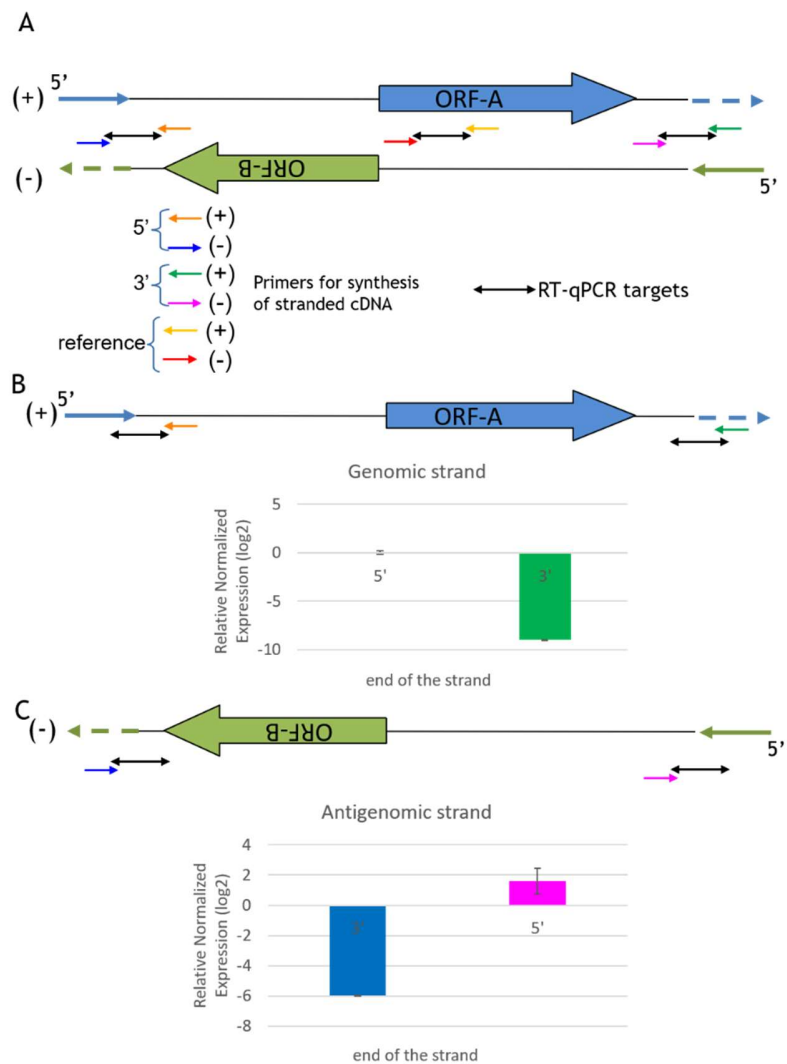 A
5'
(+) ORF-A
(-) ORF-B
5'
5' (+)
(-)
3' (+)
(-)
Primers for synthesis
of stranded cDNA
RT-qPCR targets
reference (+)
(-)
B
(+) 5'
ORF-A
Genomic strand
Relative Normalized
Expression (log2)
5
0
-5
-10
5'
3'
end of the strand
C
(-) ORF-B
5'
Antigenomic strand
Relative Normalized
Expression (log2)
4
2
0
-2
-4
-6
-8
5'
end of the strand